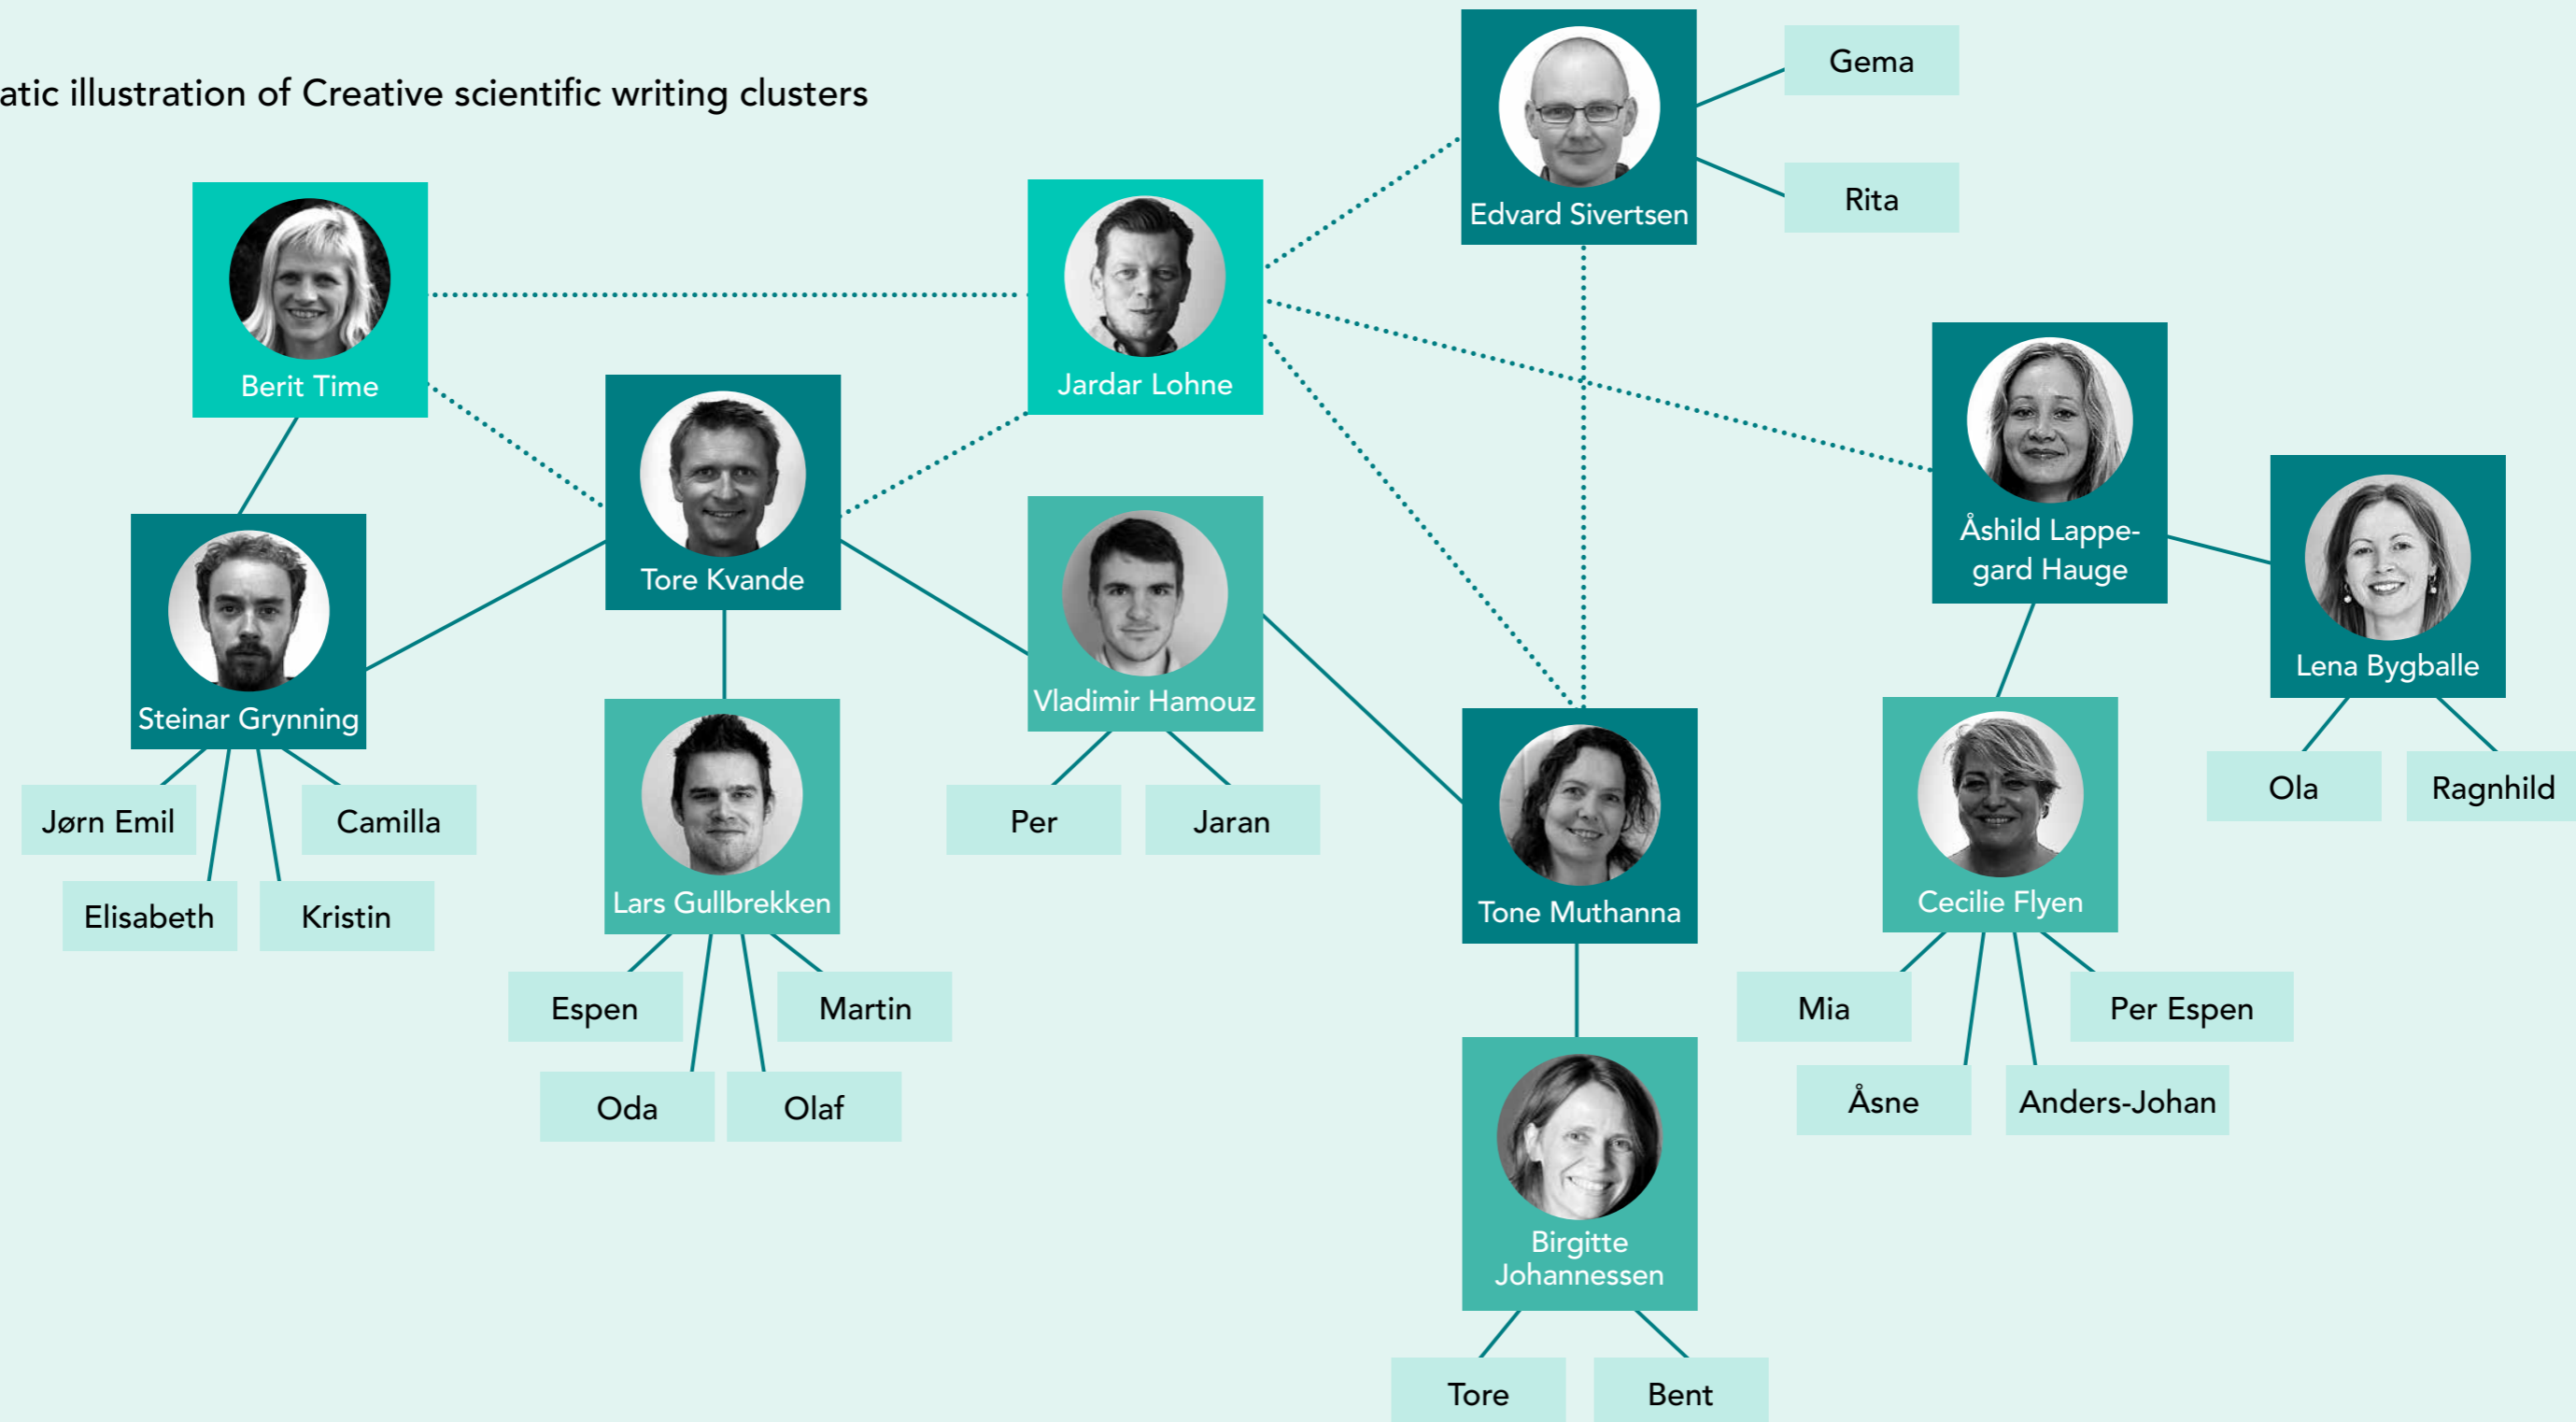 atic illustration of Creative scientific writing clusters
Gema
Edvard Sivertsen
Rita
Berit Time
Jardar Lohne
Tore Kvande
Åshild Lappe-
gard Hauge
Vladimir Hamouz
Lena Bygballe
Steinar Grynning
Lars Gullbrekken
Tone Muthanna
Cecilie Flyen
Ola
Ragnhild
Jørn Emil
Camilla
Elisabeth
Kristin
Per
Jaran
Espen
Martin
Oda
Olaf
Mia
Per Espen
Åsne
Anders-Johan
Birgitte
Johannessen
Tore
Bent